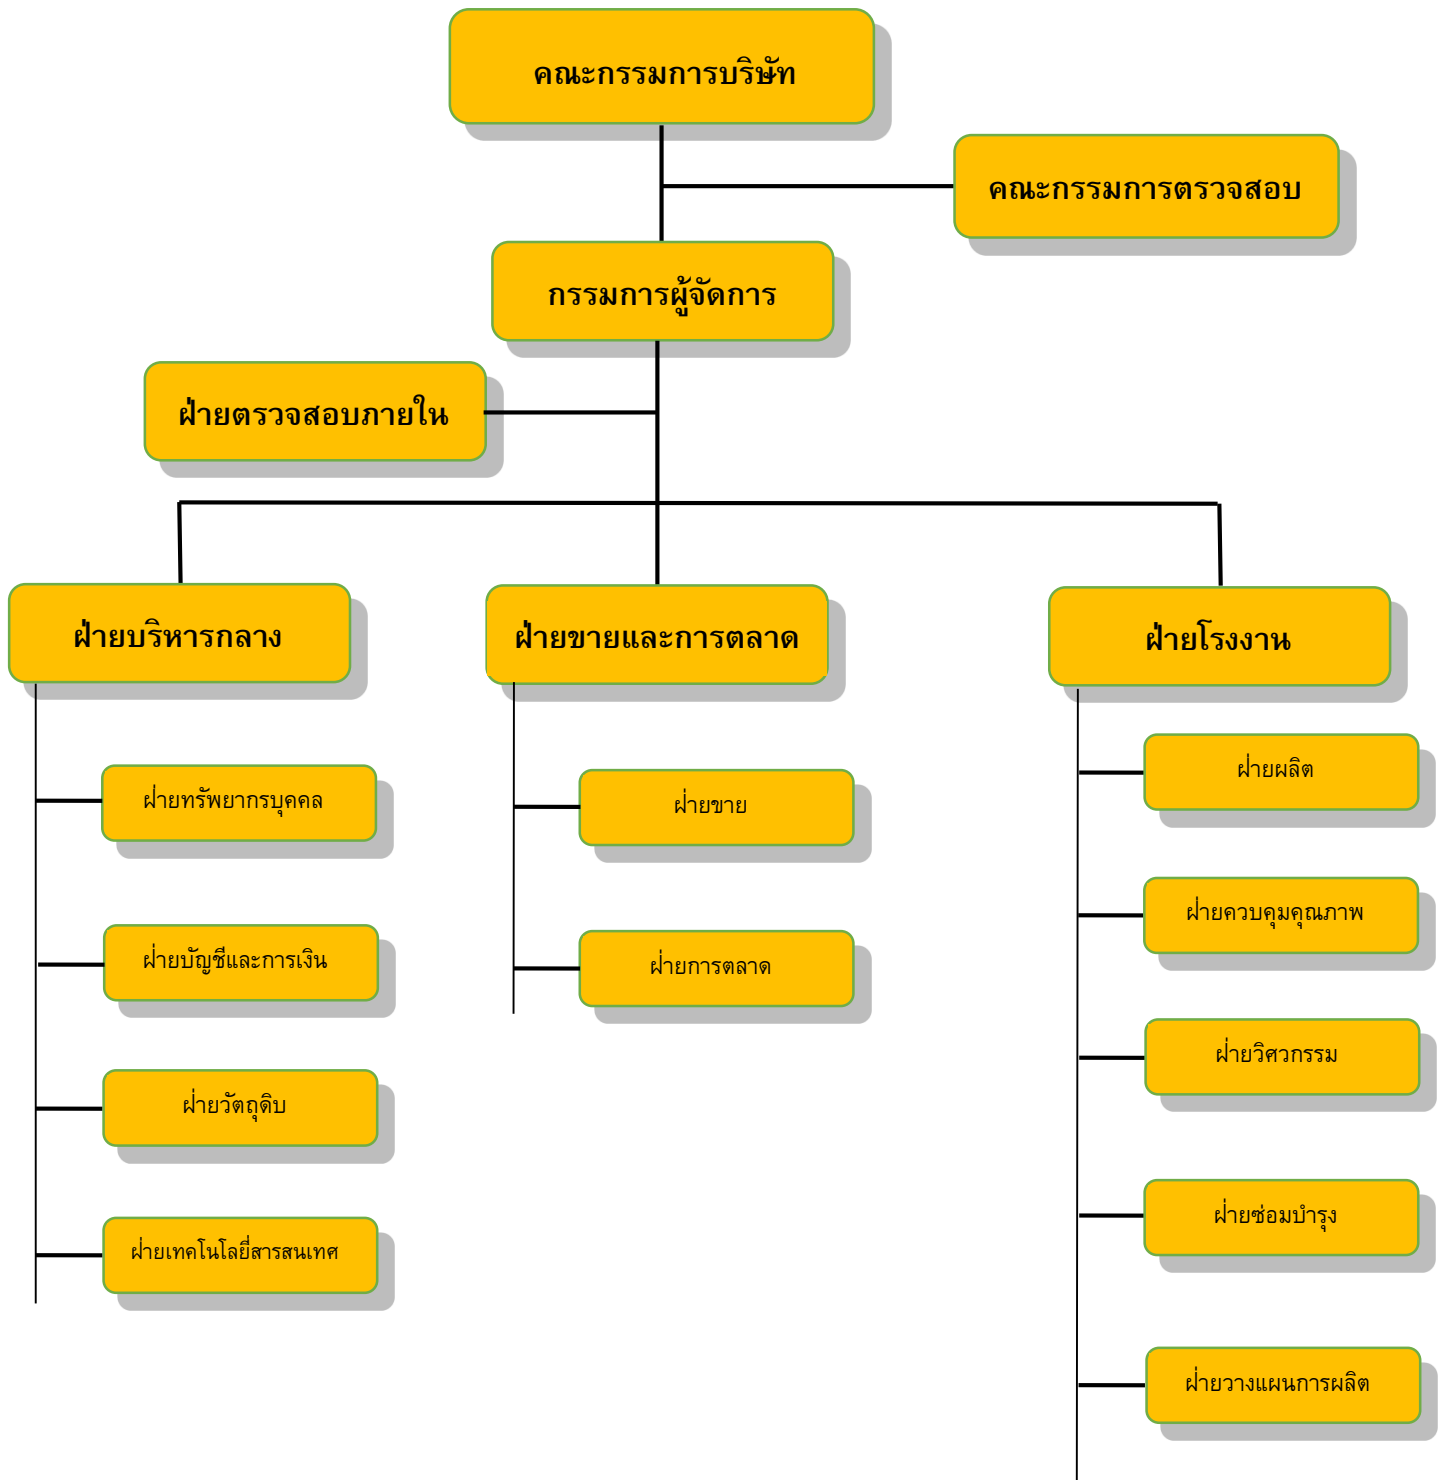 คณะกรรมการบริษัท
คณะกรรมการตรวจสอบ
กรรมการผู้จัดการ
ฝ่ายตรวจสอบภายใน
ฝ่ายบริหารกลาง
ฝ่ายขายและการตลาด
ฝ่ายโรงงาน
ฝ่ายทรัพยากรบุคคล
ฝ่ายบัญชีและการเงิน
ฝ่ายวัตถุดิบ
ฝ่ายเทคโนโลยี่สารสนเทศ
ฝ่ายขาย
ฝ่ายการตลาด
ฝ่ายผลิต
ฝ่ายควบคุมคุณภาพ
ฝ่ายวิศวกรรม
ฝ่ายซ่อมบำรุง
ฝ่ายวางแผนการผลิต